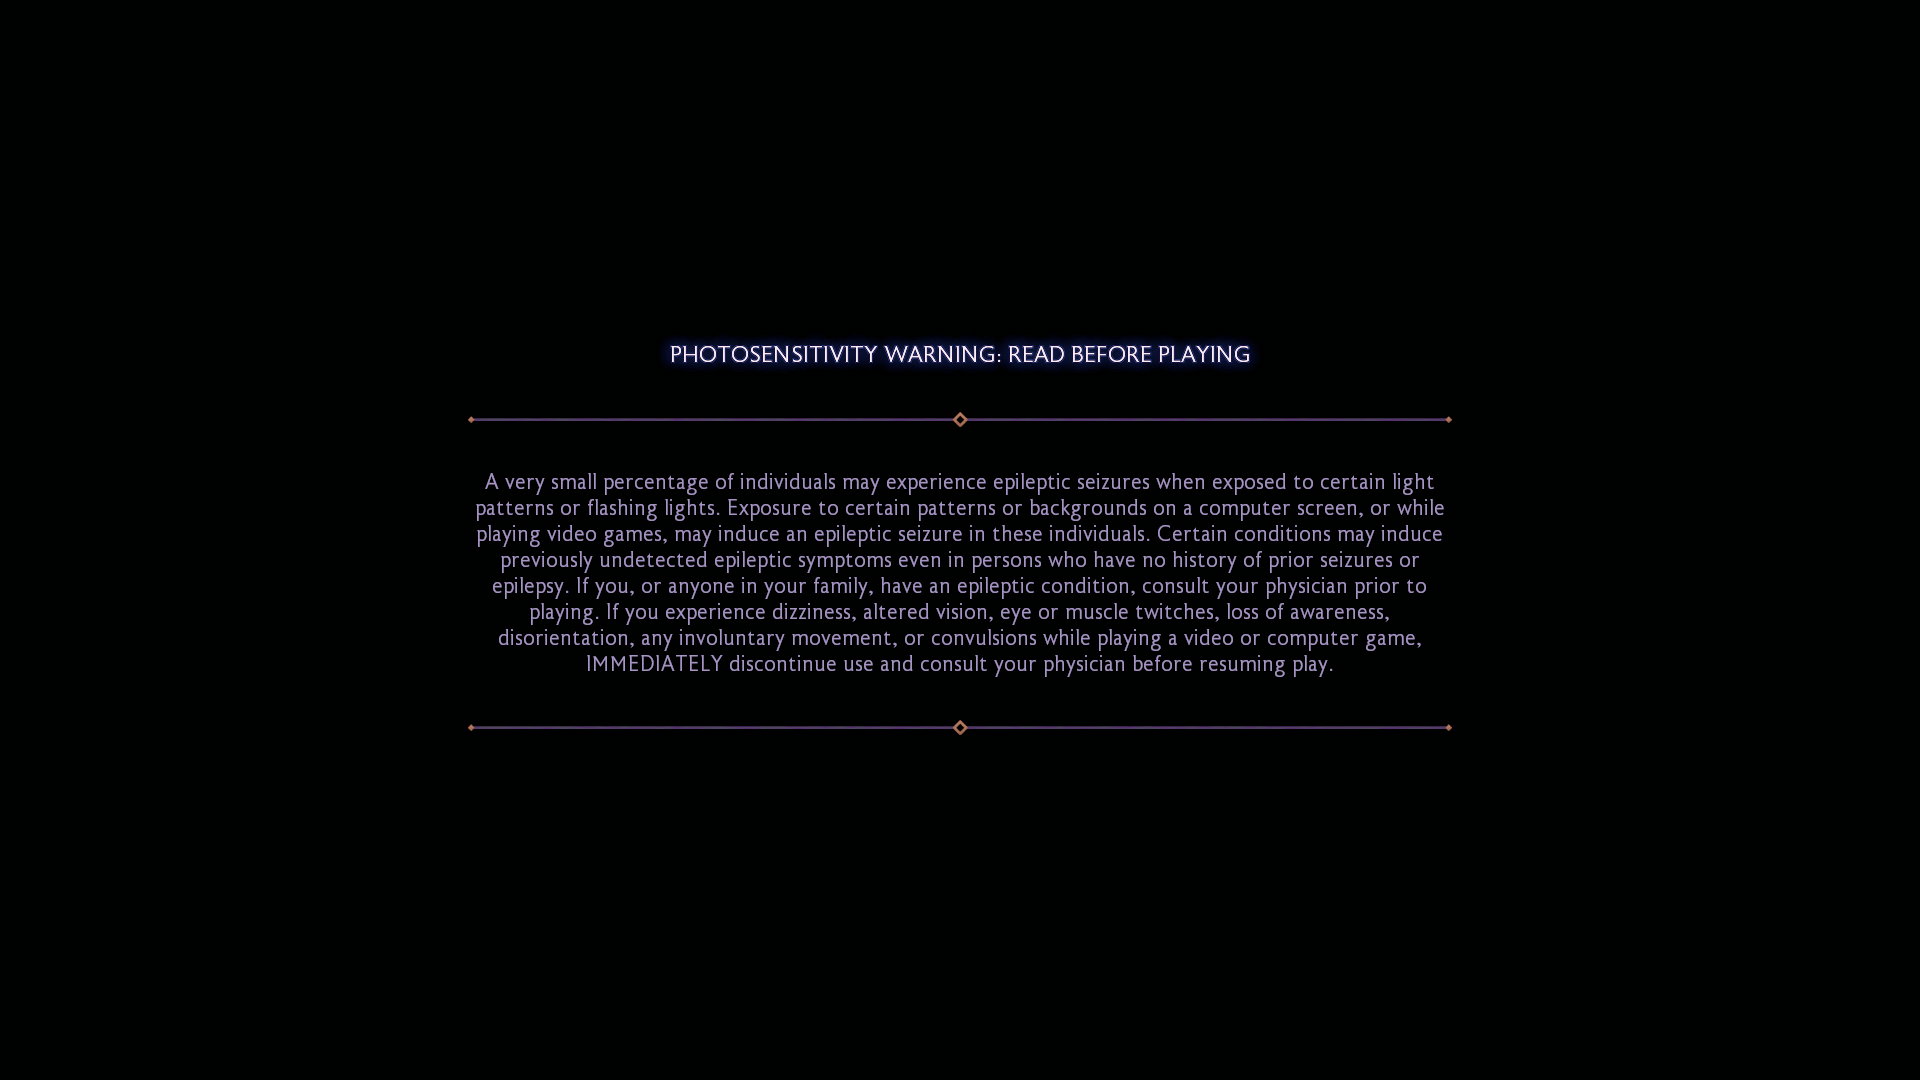 PHOTOSENSITIVITY WARNING: READ BEFORE PLAYING
A very small percentage of individuals may experience epileptic seizures when exposed to certain light
patterns or flashing lights. Exposure to certain patterns or backgrounds on a computer screen, or while
playing video games, may induce an epileptic seizure in these individuals. Certain conditions may induce
previously undetected epileptic symptoms even in persons who have no history of prior seizures or
epilepsy. If you, or anyone in your family, have an epileptic condition, consult your physician prior to
playing. If you experience dizziness, altered vision, eye or muscle twitches, loss of awareness,
disorientation, any involuntary movement, or convulsions while playing a video or computer game,
IMMEDIATELY discontinue use and consult your physician before resuming play.